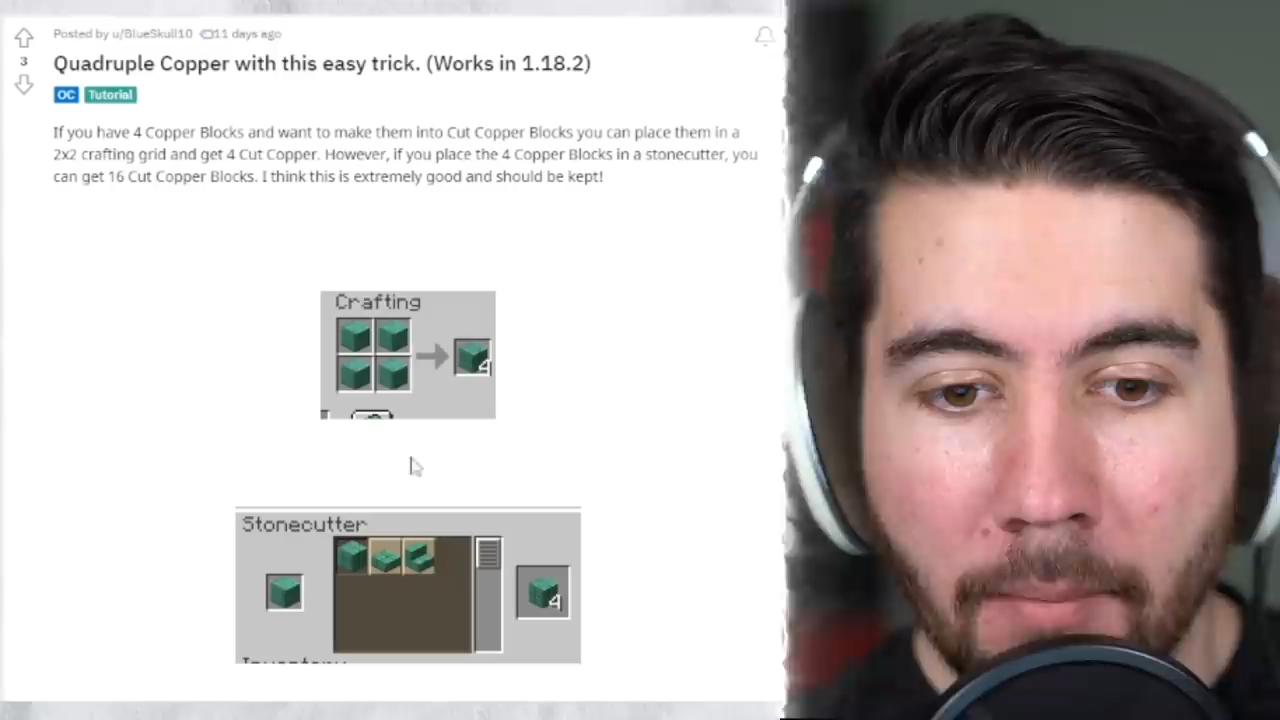 Posted by u/BlueSkull10 11 days ago
3
Quadruple Copper with this easy trick. (Works in 1.18.2)
OC Tutorial
If you have 4 Copper Blocks and want to make them into Cut Copper Blocks you can place them in a
2x2 crafting grid and get 4 Cut Copper. However, if you place the 4 Copper Blocks in a stonecutter, you
can get 16 Cut Copper Blocks. I think this is extremely good and should be kept!
Crafting
4
Stonecutter
4
Inventory